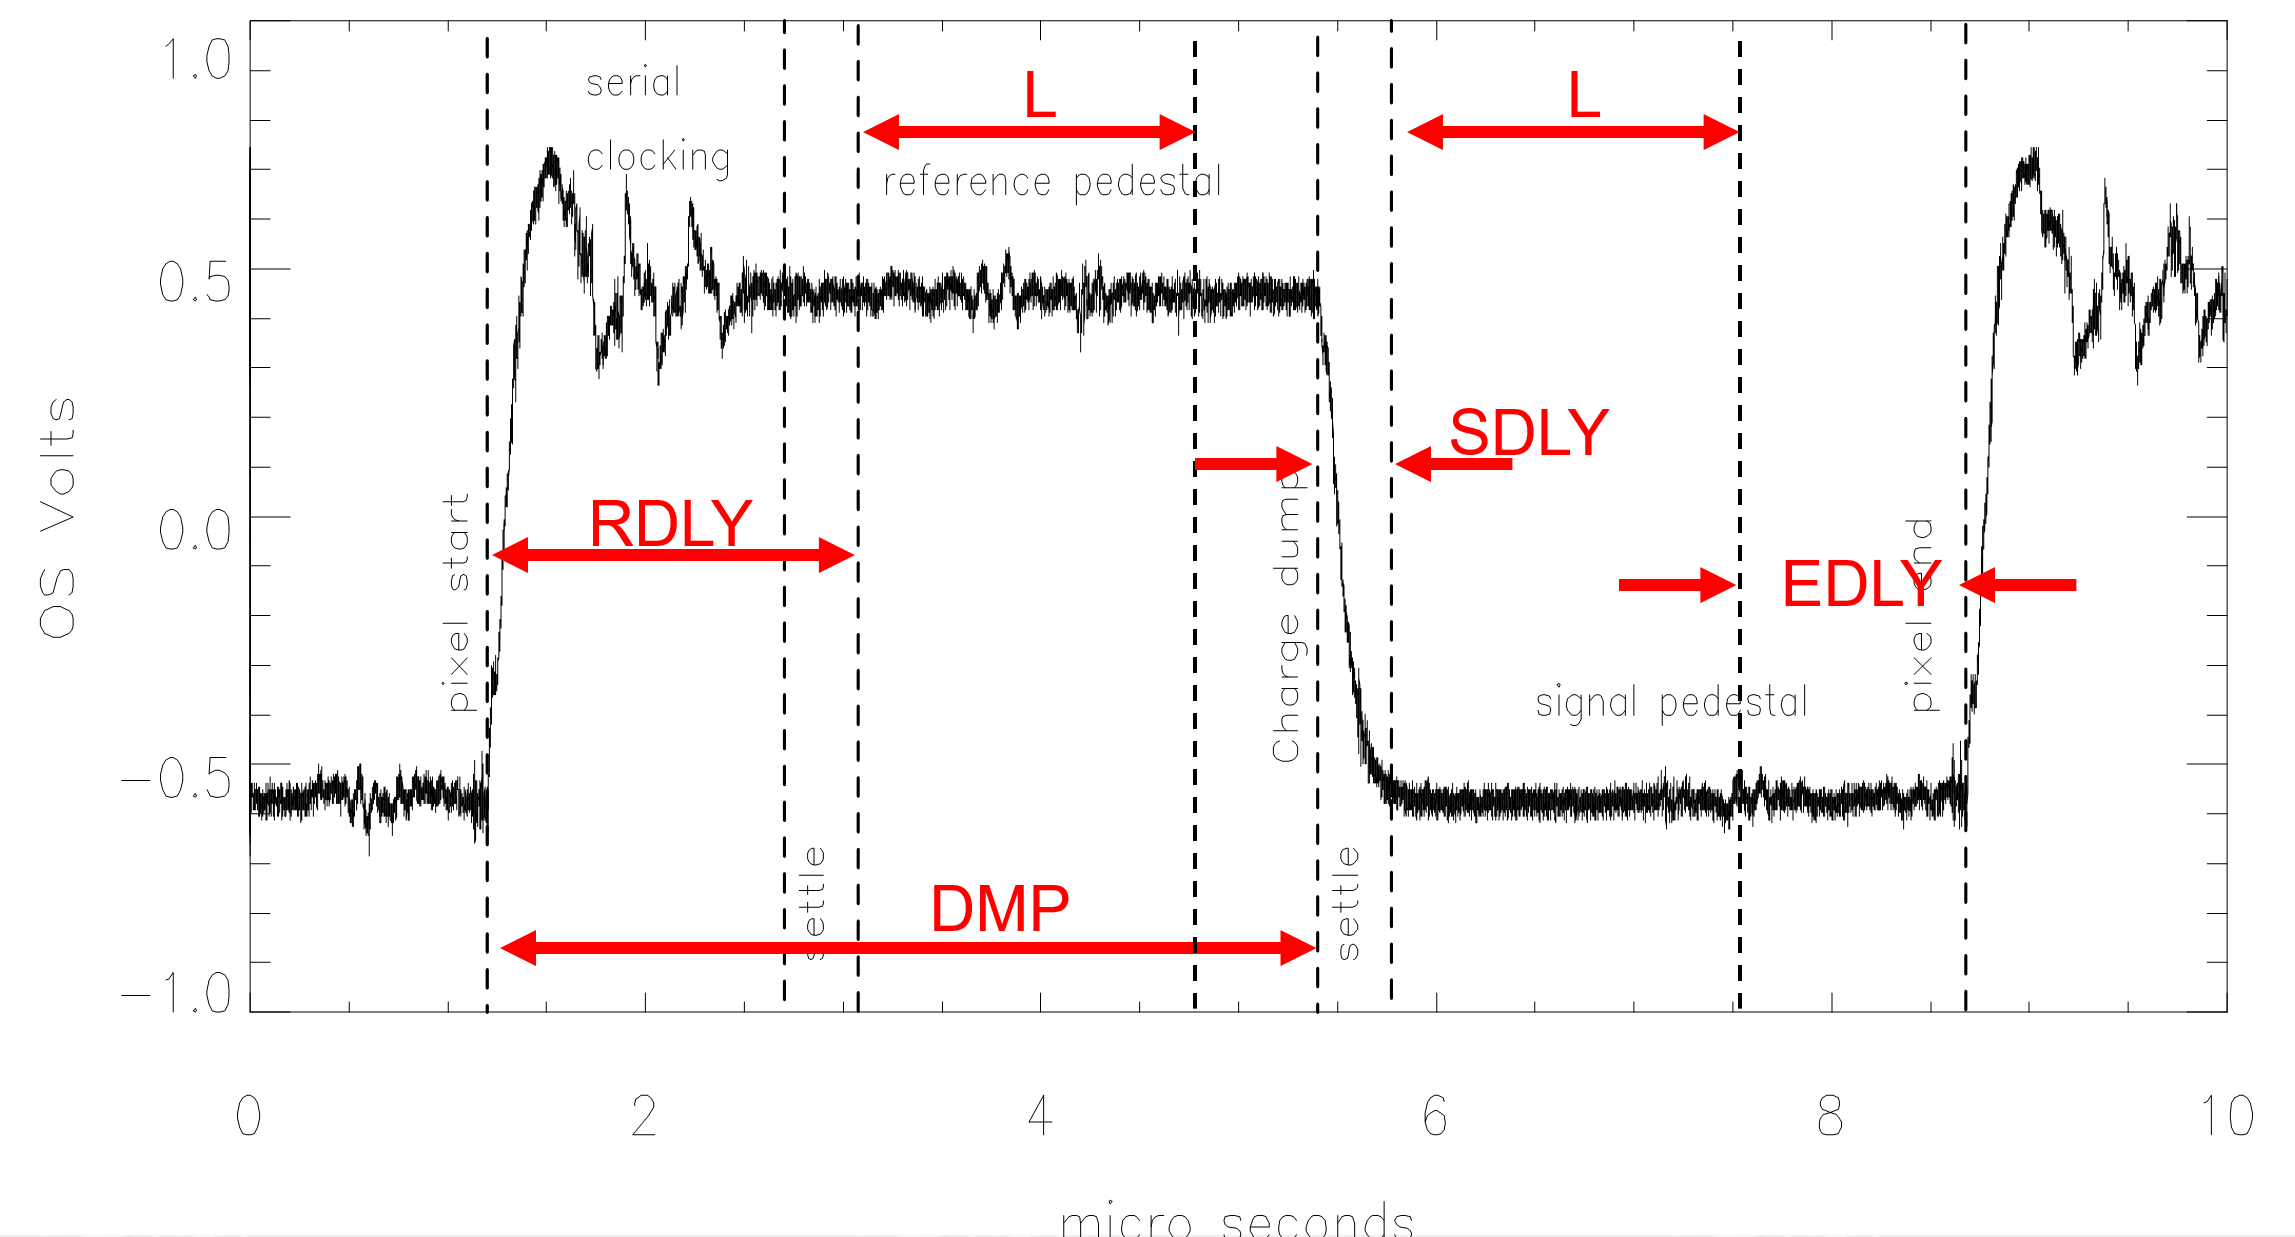 1.0
0.5
0.0
−0.5
−1.0
OS Volts
serial
clocking
L
reference pedestal
L
SDLY
RDLY
EDLY
pixel start
Charge dump
pixel end
signal pedestal
DMP
settle
settle
0 2 4 6 8 10
micro seconds